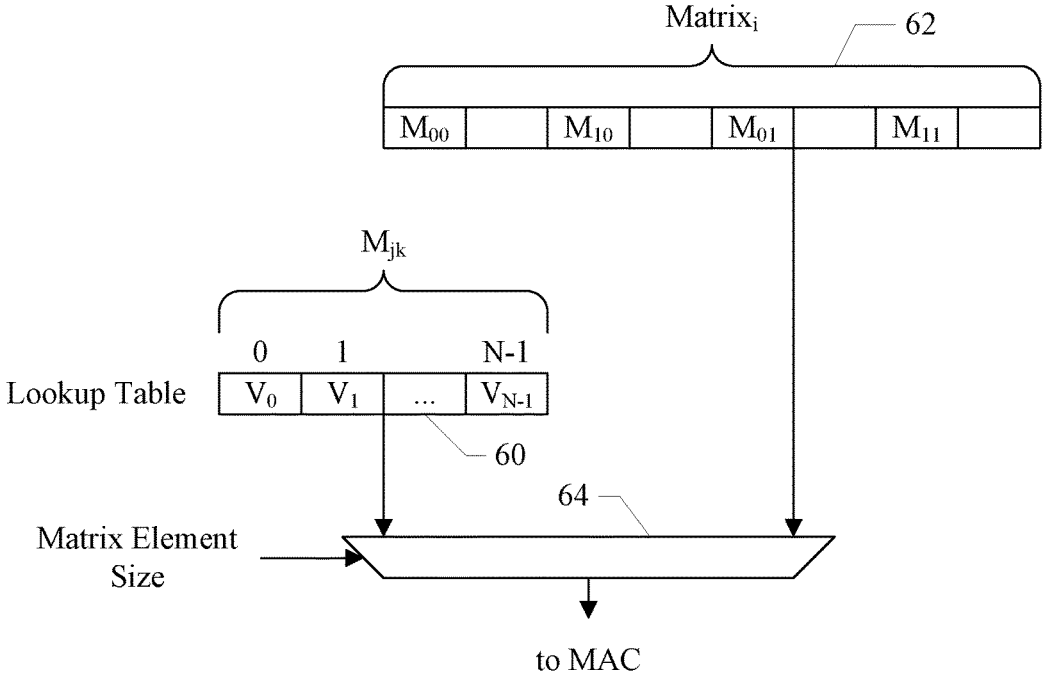 Matrixi
62
M00 M10 M01 M11
Mjk
0 1 N-1
Lookup Table V0 V1 ... VN-1
60
64
Matrix Element
Size
to MAC